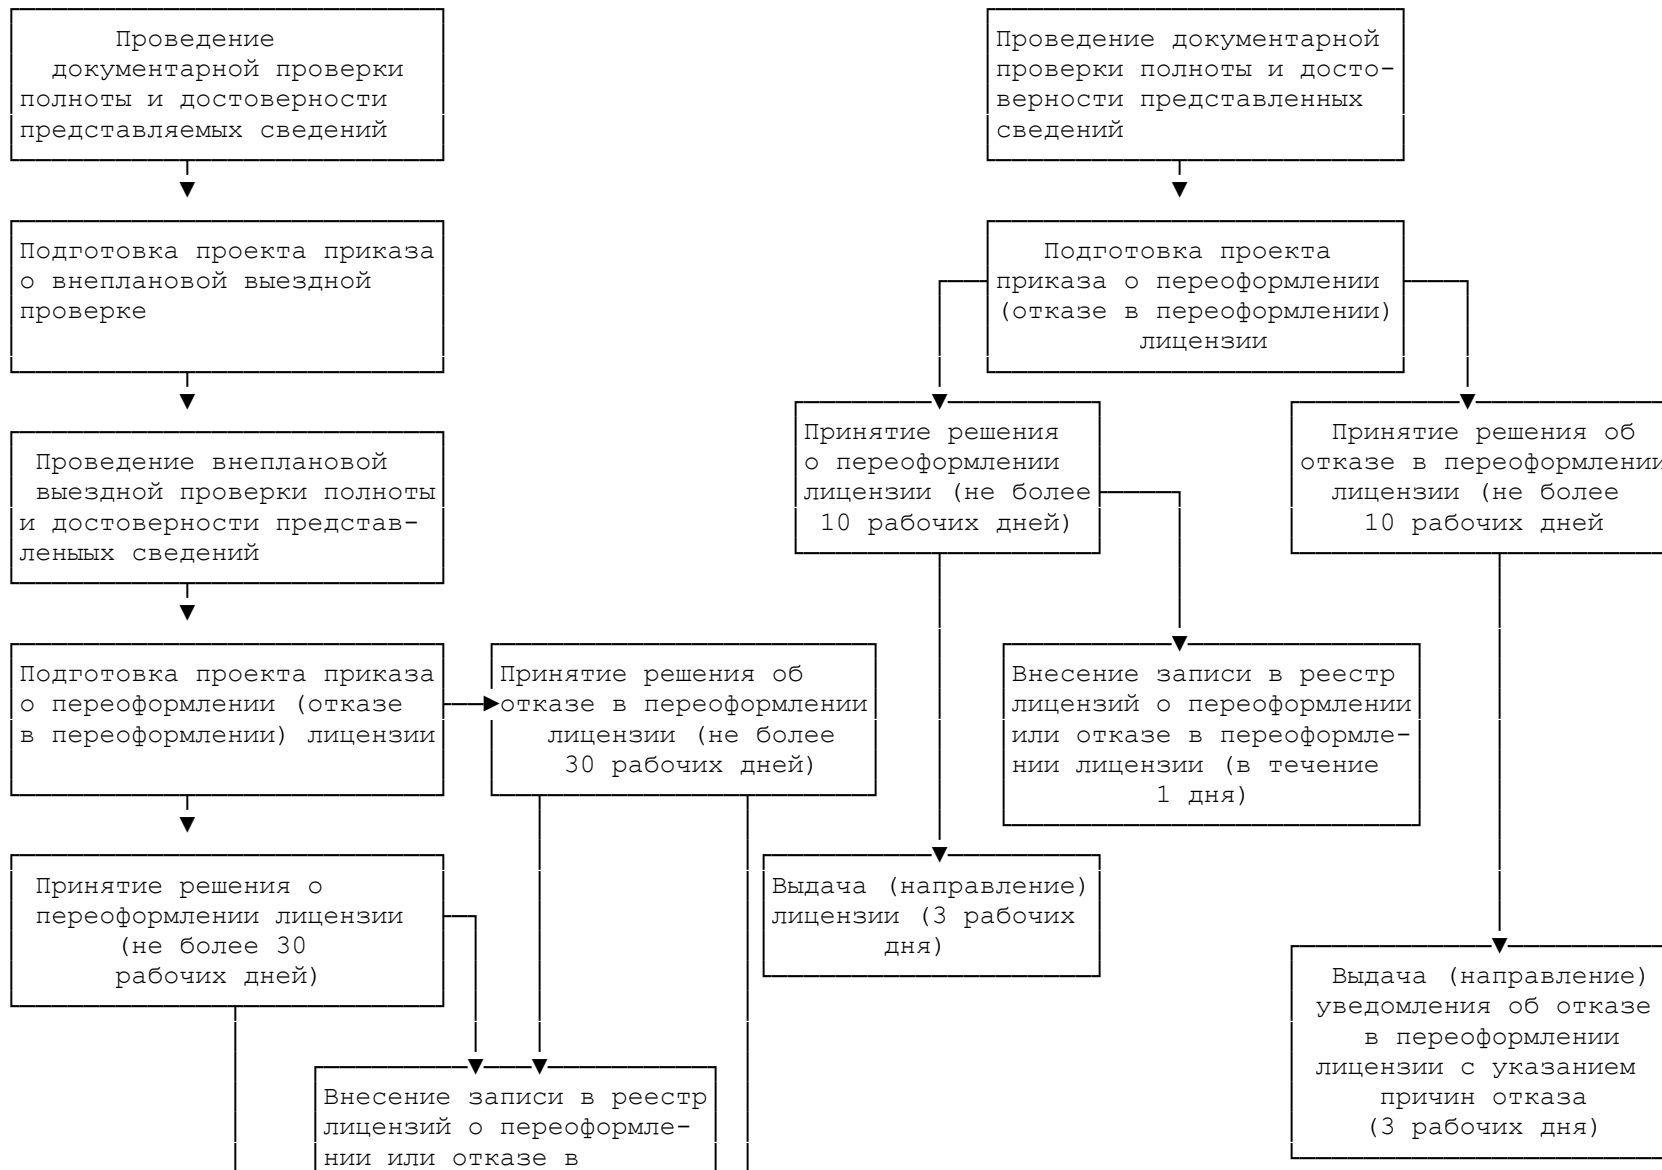 Проведение
документарной проверки
полноты и достоверности
представляемых сведений
Проведение документарной
проверки полноты и досто-
верности представленных
сведений
Подготовка проекта приказа
о внеплановой выездной
проверке
Подготовка проекта
приказа о переоформлении
(отказе в переоформлении)
лицензии
Проведение внеплановой
выездной проверки полноты
и достоверности представ-
леныых сведений
Принятие решения
о переоформлении
лицензии (не более
10 рабочих дней)
Принятие решения об
отказе в переоформлении
лицензии (не более
10 рабочих дней
Подготовка проекта приказа
о переоформлении (отказе
в переоформлении) лицензии
Принятие решения об
отказе в переоформлении
лицензии (не более
30 рабочих дней)
Внесение записи в реестр
лицензий о переоформлении
или отказе в переоформле-
нии лицензии (в течение
1 дня)
Принятие решения о
переоформлении лицензии
(не более 30
рабочих дней)
Выдача (направление)
лицензии (3 рабочих
дня)
Выдача (направление)
уведомления об отказе
в переоформлении
лицензии с указанием
причин отказа
(3 рабочих дня)
Внесение записи в реестр
лицензий о переоформле-
нии или отказе в